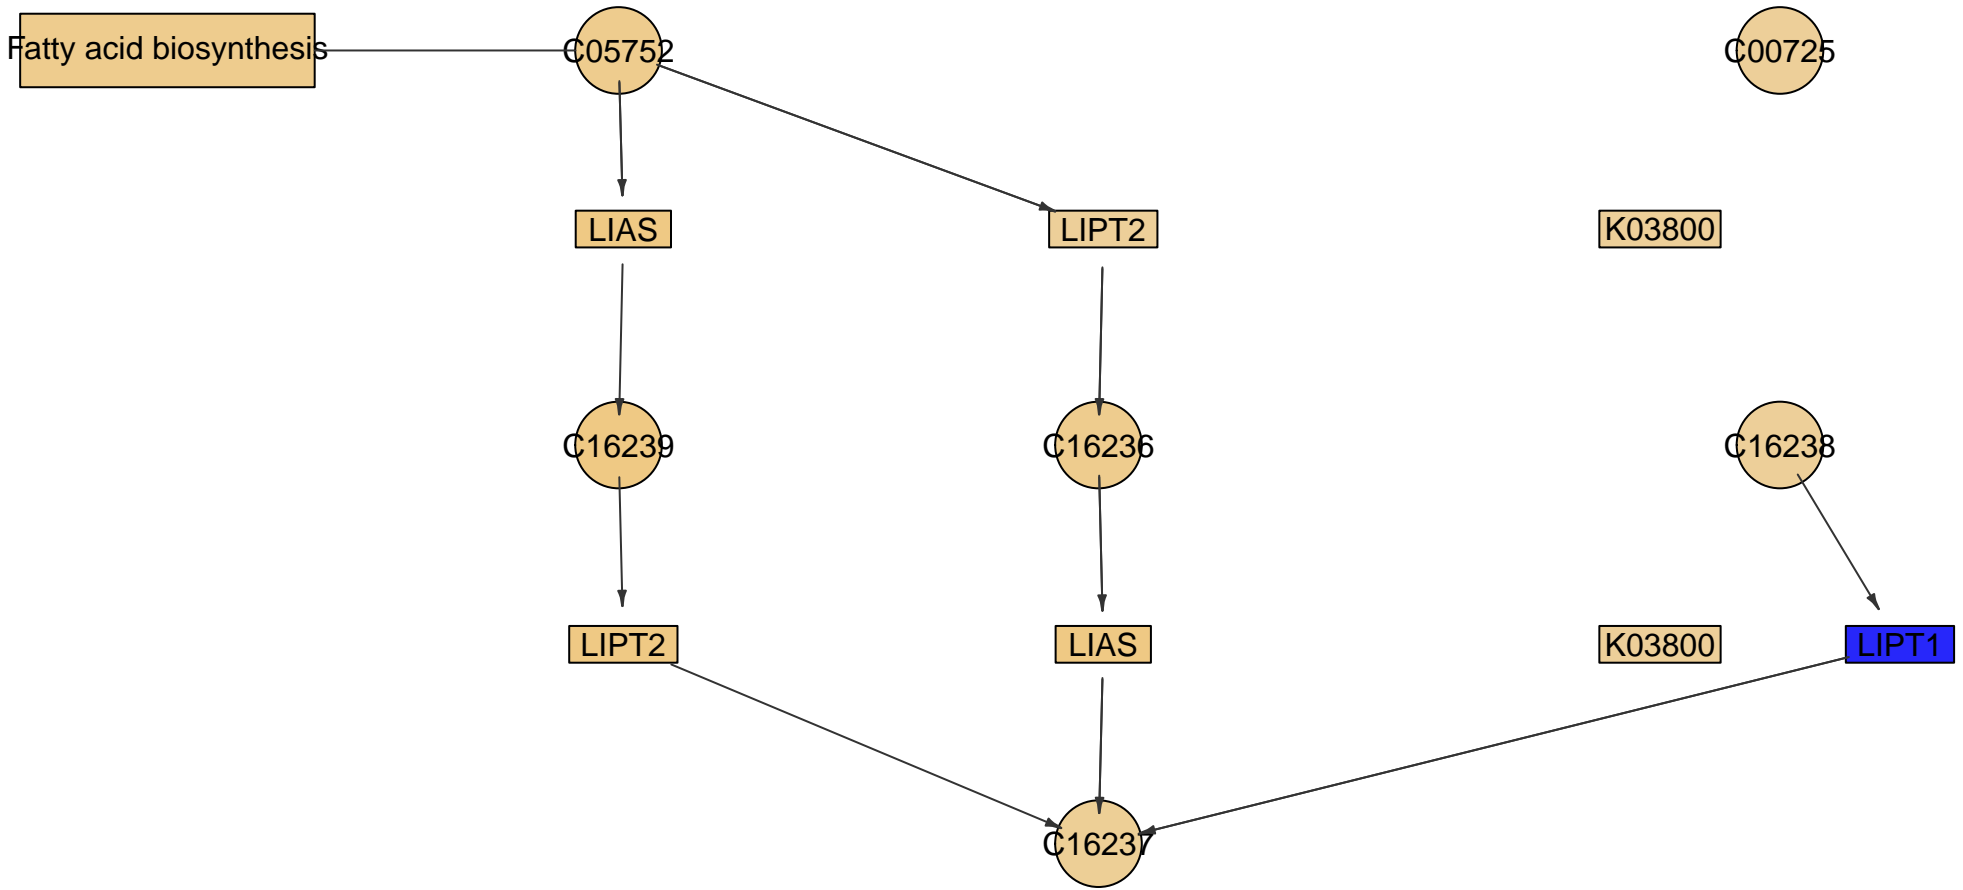 Fatty acid biosynthesis
C05752
C00725
LIAS
LIPT2
K03800
C16239
C16236
C16238
LIPT2
LIAS
K03800
LIPT1
C16237